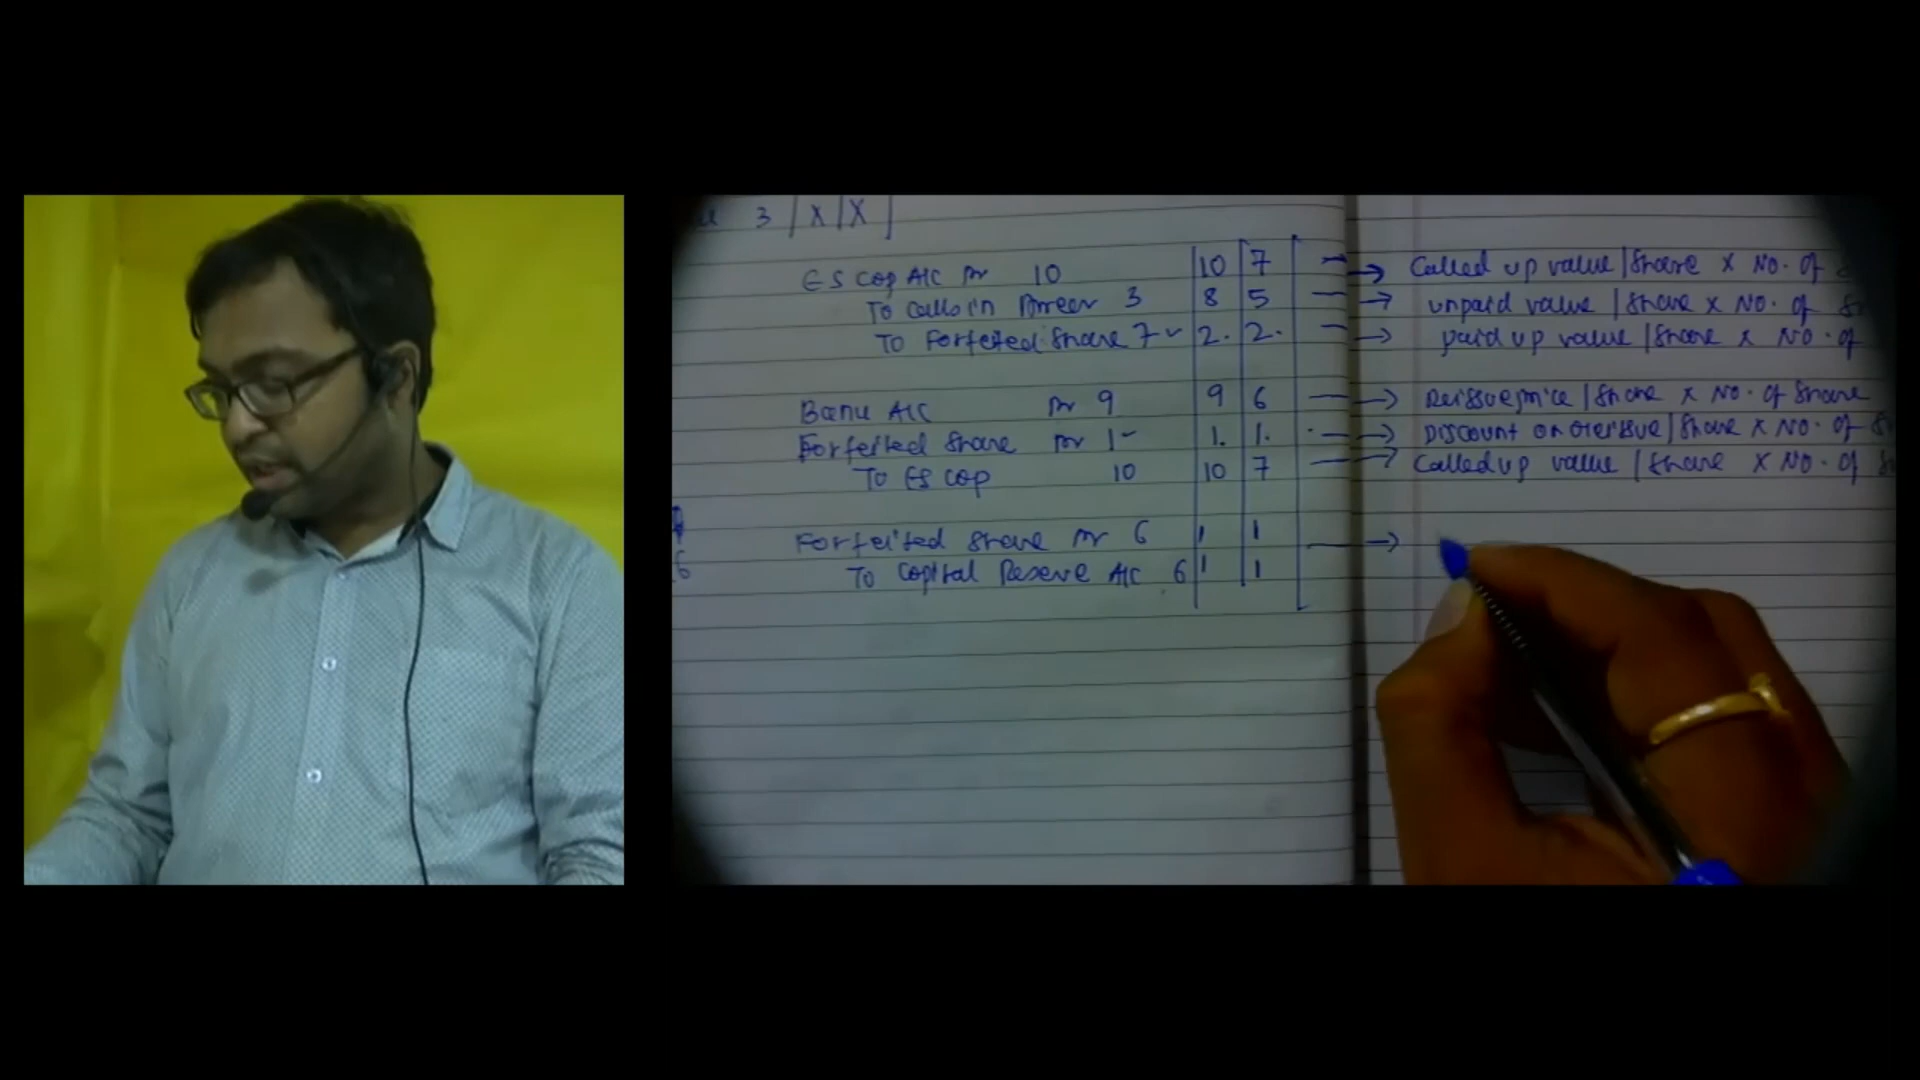 3 | X | X |
ES Cap A/C Dr 10 | 10 | 7 | → Called up value / Share X No. of
To Calls in Arrear 3 | 8 | 5 | → unpaid value / Share X No. of
To Forfeited Share 7 | 2. | 2. | → paid up value / Share X No. of
Bank A/C Dr 9 | 9 | 6 | → Reissue price / Share X No. of Share
Forfeited Share Dr 1 | 1. | 1. | → Discount on reissue / Share X No. of
To ES Cap 10 | 10 | 7 | → Called up value / Share X No. of
Forfeited Share Dr 6 | 1 | 1 | →
To Capital Reserve A/C 6 | 1 | 1